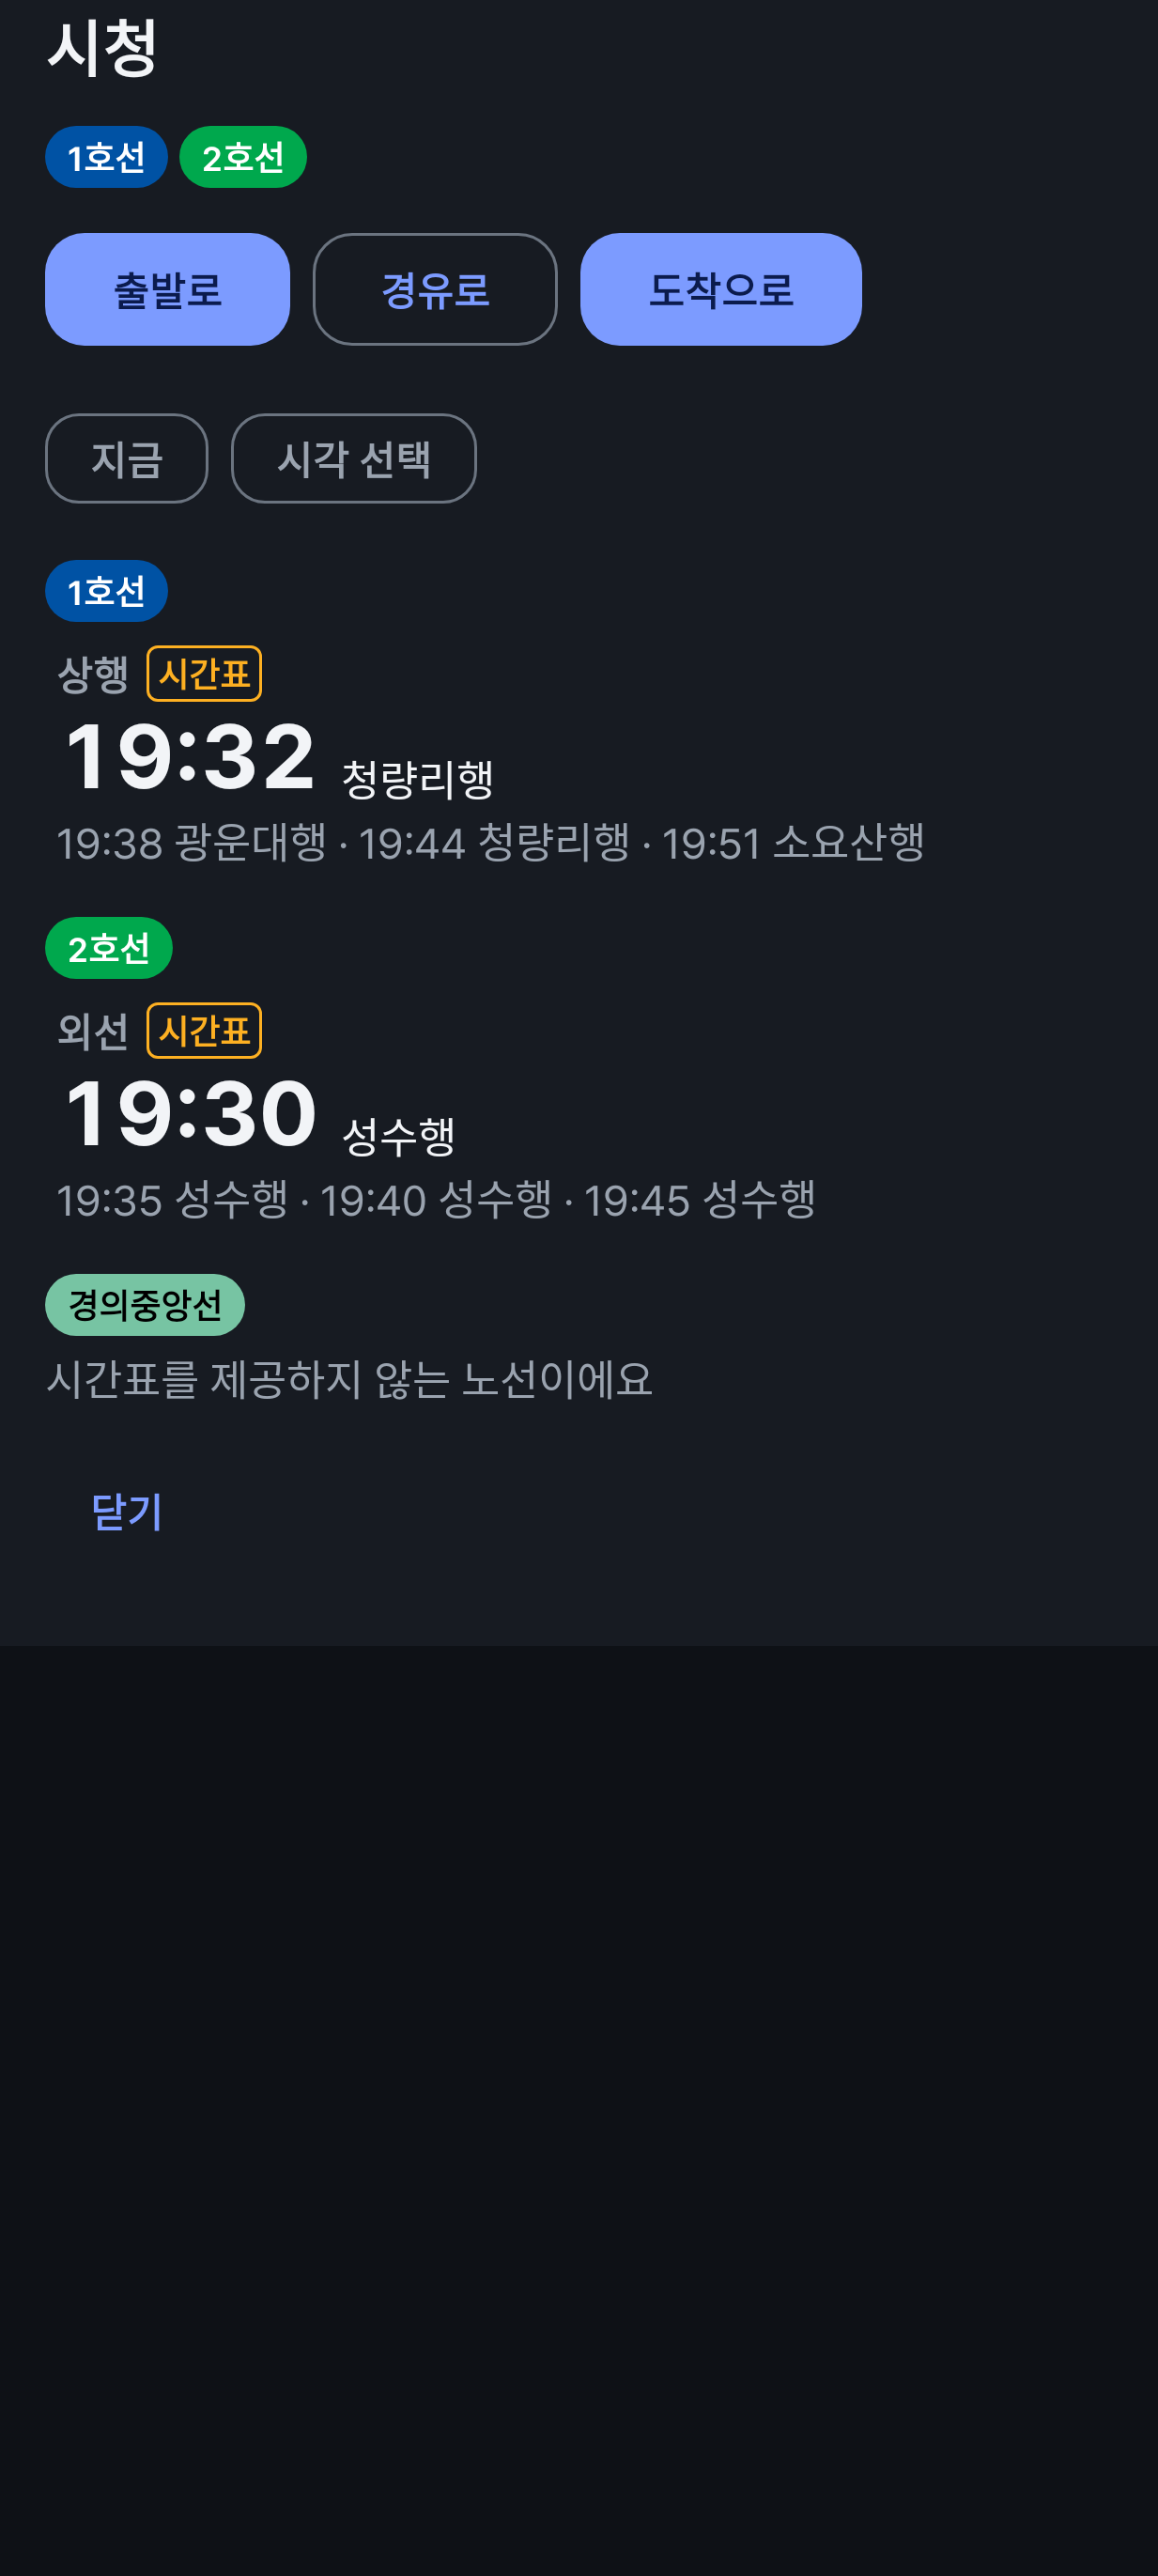 시청
1호선 2호선
출발로 경유로 도착으로
지금 시각 선택
1호선
상행 시간표
19:32 청량리행
19:38 광운대행 · 19:44 청량리행 · 19:51 소요산행
2호선
외선 시간표
19:30 성수행
19:35 성수행 · 19:40 성수행 · 19:45 성수행
경의중앙선
시간표를 제공하지 않는 노선이에요
닫기